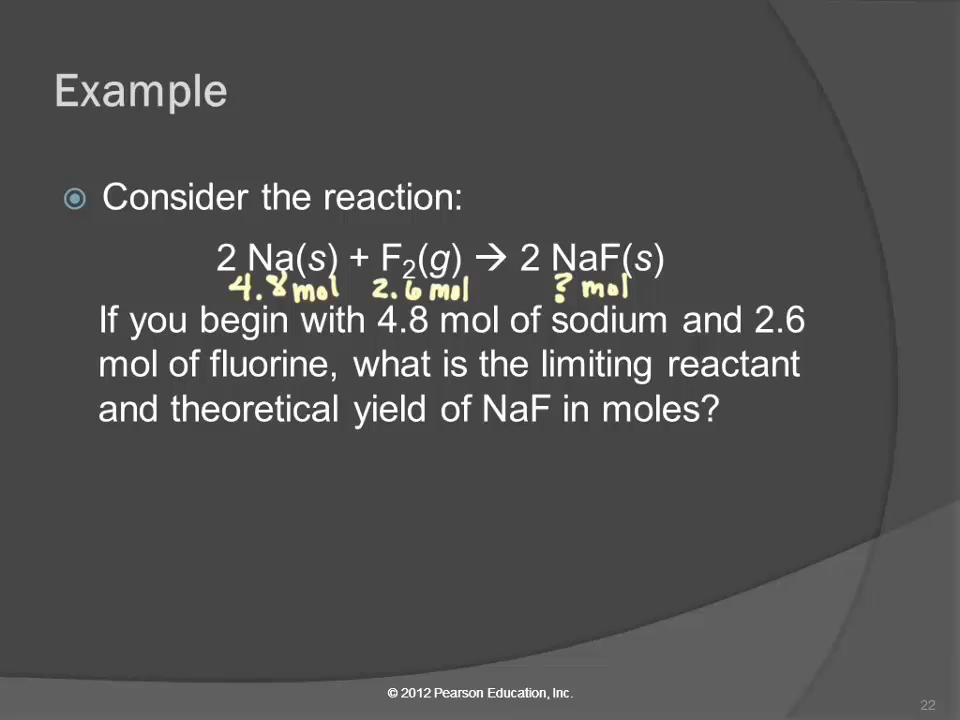 Example
Consider the reaction:
2 Na(s) + F₂(g) → 2 NaF(s)
4.8 mol 2.6 mol ? mol
If you begin with 4.8 mol of sodium and 2.6
mol of fluorine, what is the limiting reactant
and theoretical yield of NaF in moles?
© 2012 Pearson Education, Inc.
22